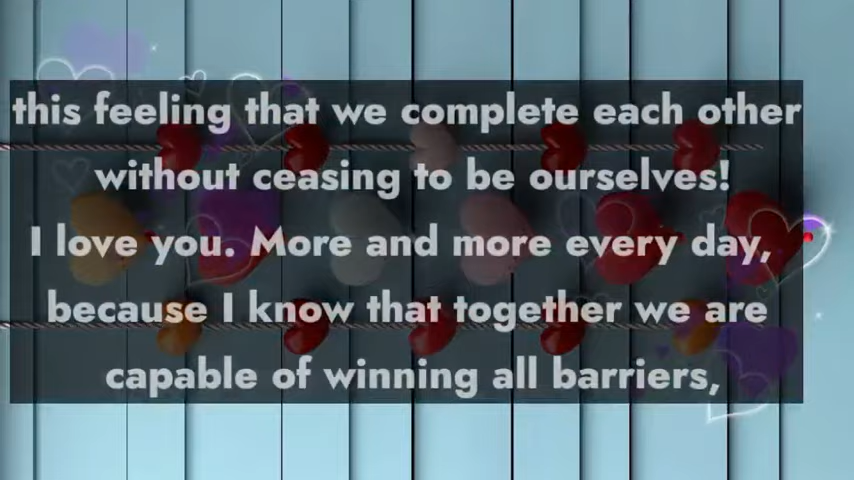 this feeling that we complete each other
without ceasing to be ourselves!
I love you. More and more every day,
because I know that together we are
capable of winning all barriers,